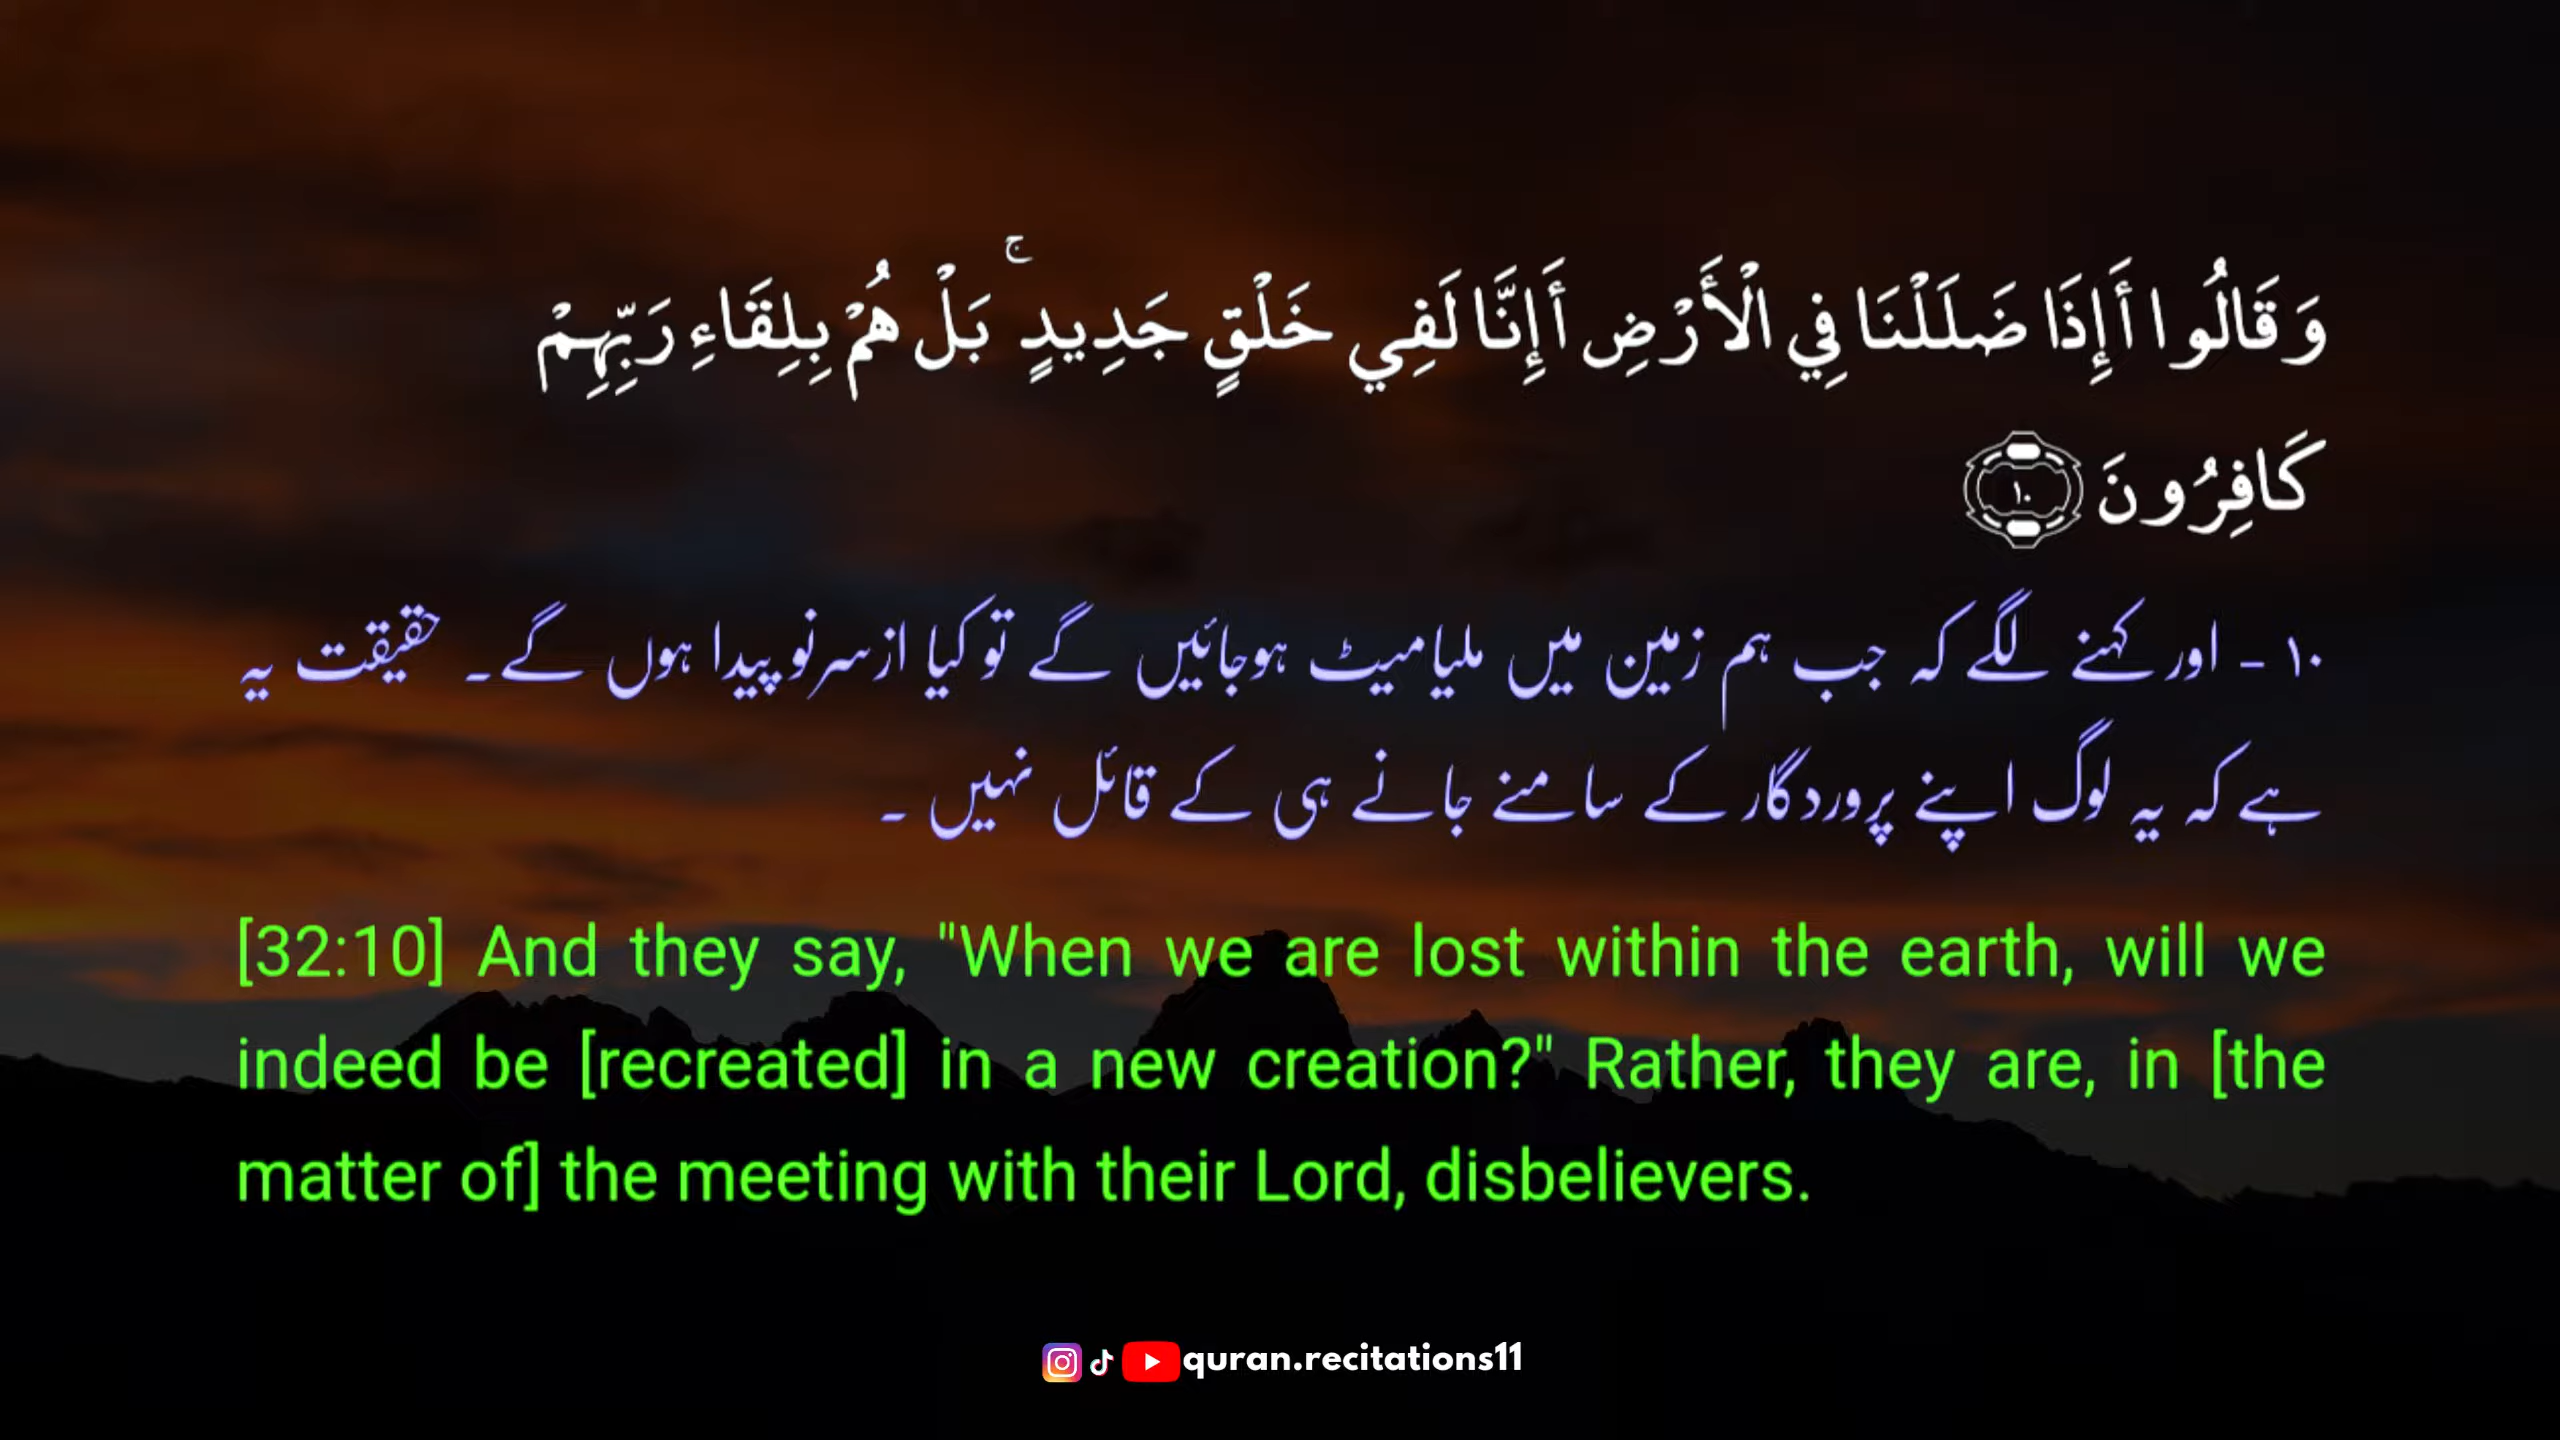 وَقَالُوا أَإِذَا ضَلَلْنَا فِي الْأَرْضِ أَإِنَّا لَفِي خَلْقٍ جَدِيدٍ ۚ بَلْ هُمْ بِلِقَاءِ رَبِّهِمْ
كَافِرُونَ ۝١٠
١٠ - اور کہنے لگے کہ جب ہم زمین میں ملیامیٹ ہوجائیں گے تو کیا ازسرنو پیدا ہوں گے۔ حقیقت یہ
ہے کہ یہ لوگ اپنے پروردگار کے سامنے جانے ہی کے قائل نہیں ۔
[32:10] And they say, "When we are lost within the earth, will we
indeed be [recreated] in a new creation?" Rather, they are, in [the
matter of] the meeting with their Lord, disbelievers.
quran.recitations11